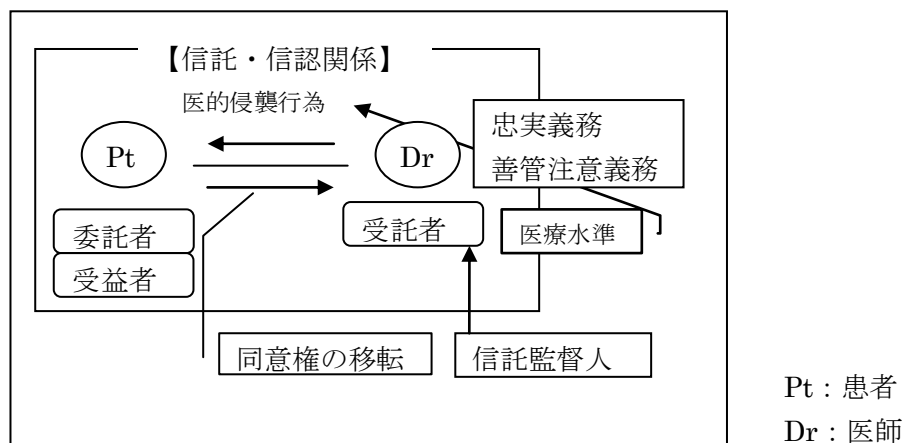 【信託・信認関係】
医的侵襲行為
忠実義務
善管注意義務
Pt
Dr
委託者
受益者
受託者
医療水準
同意権の移転
信託監督人
Pt：患者
Dr：医師